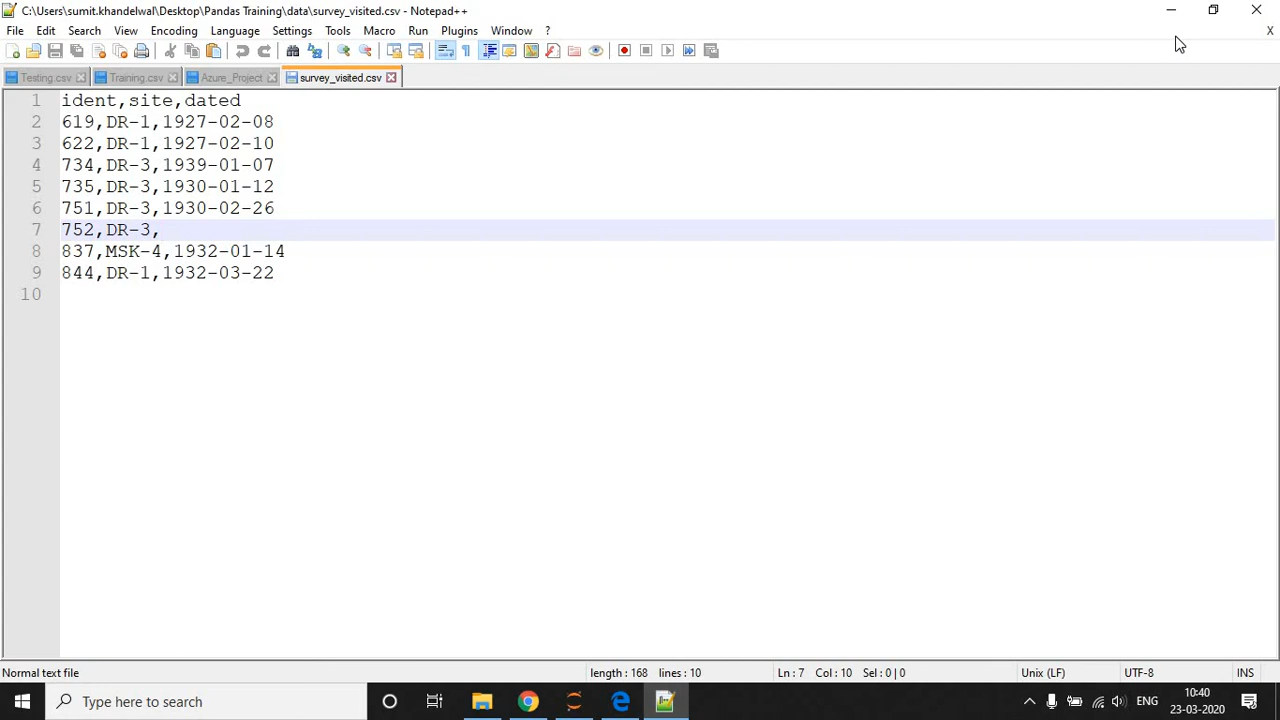 C:\Users\sumit.khandelwal\Desktop\Pandas Training\data\survey_visited.csv - Notepad++
File Edit Search View Encoding Language Settings Tools Macro Run Plugins Window ? X
Testing.csv Training.csv Azure_Project survey_visited.csv
1 ident,site,dated
2 619,DR-1,1927-02-08
3 622,DR-1,1927-02-10
4 734,DR-3,1939-01-07
5 735,DR-3,1930-01-12
6 751,DR-3,1930-02-26
7 752,DR-3,
8 837,MSK-4,1932-01-14
9 844,DR-1,1932-03-22
10
Normal text file length : 168 lines : 10 Ln : 7 Col : 10 Sel : 0 | 0 Unix (LF) UTF-8 INS
Type here to search ENG 10:40
23-03-2020